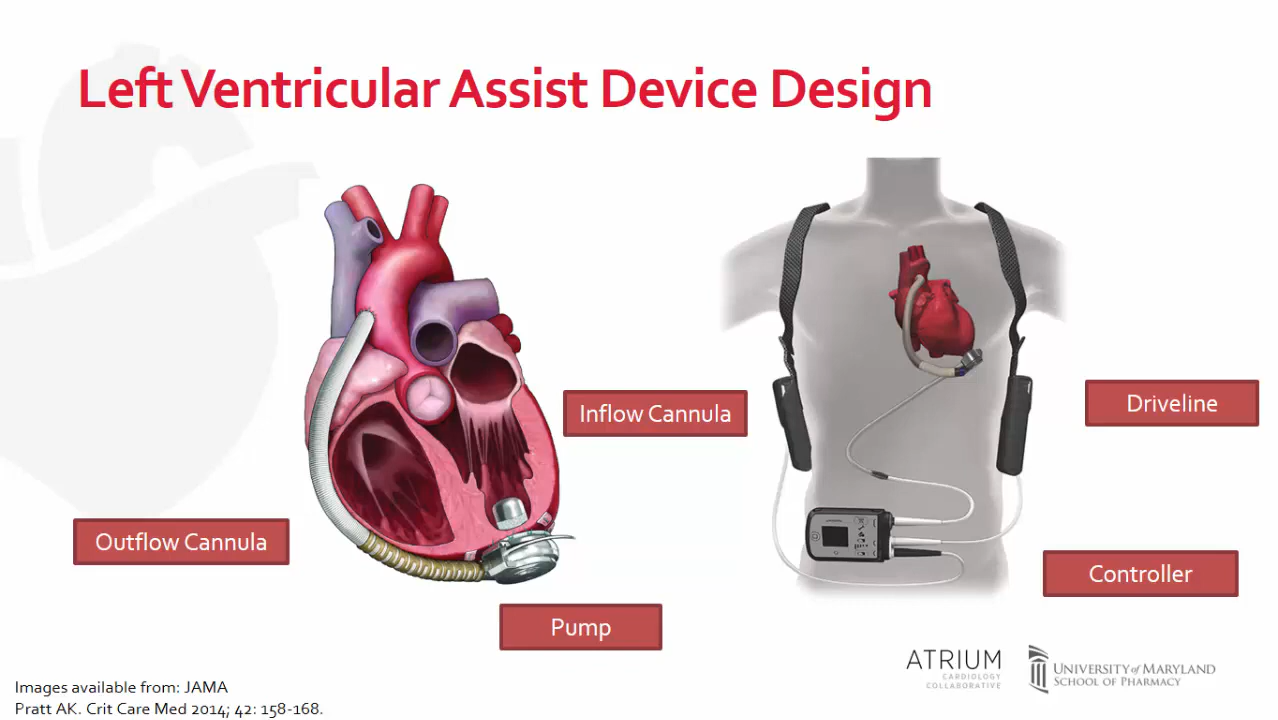 Left Ventricular Assist Device Design
Inflow Cannula
Driveline
Outflow Cannula
Controller
Pump
ATRIUM
CARDIOLOGY
COLLABORATIVE
UNIVERSITY of MARYLAND
SCHOOL OF PHARMACY
Images available from: JAMA
Pratt AK. Crit Care Med 2014; 42: 158-168.